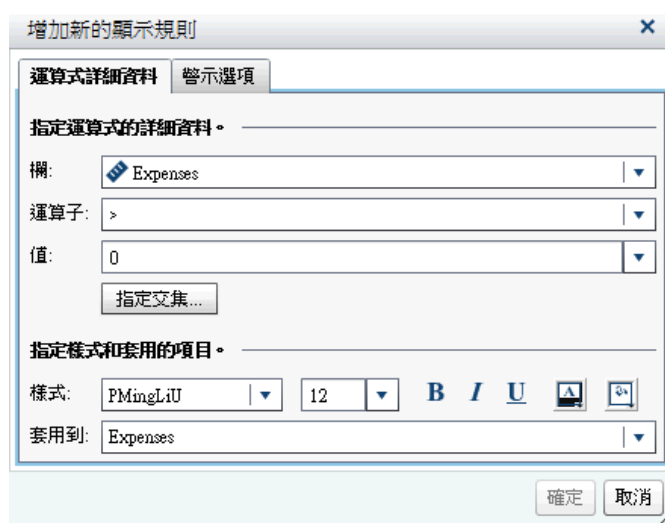 增加新的顯示規則
運算式詳細資料 警示選項
指定運算式的詳細資料。
欄: Expenses
運算子: >
值: 0
指定交集...
指定樣式和套用的項目。
樣式: PMingLiU 12 B I U A
套用到: Expenses
確定 取消